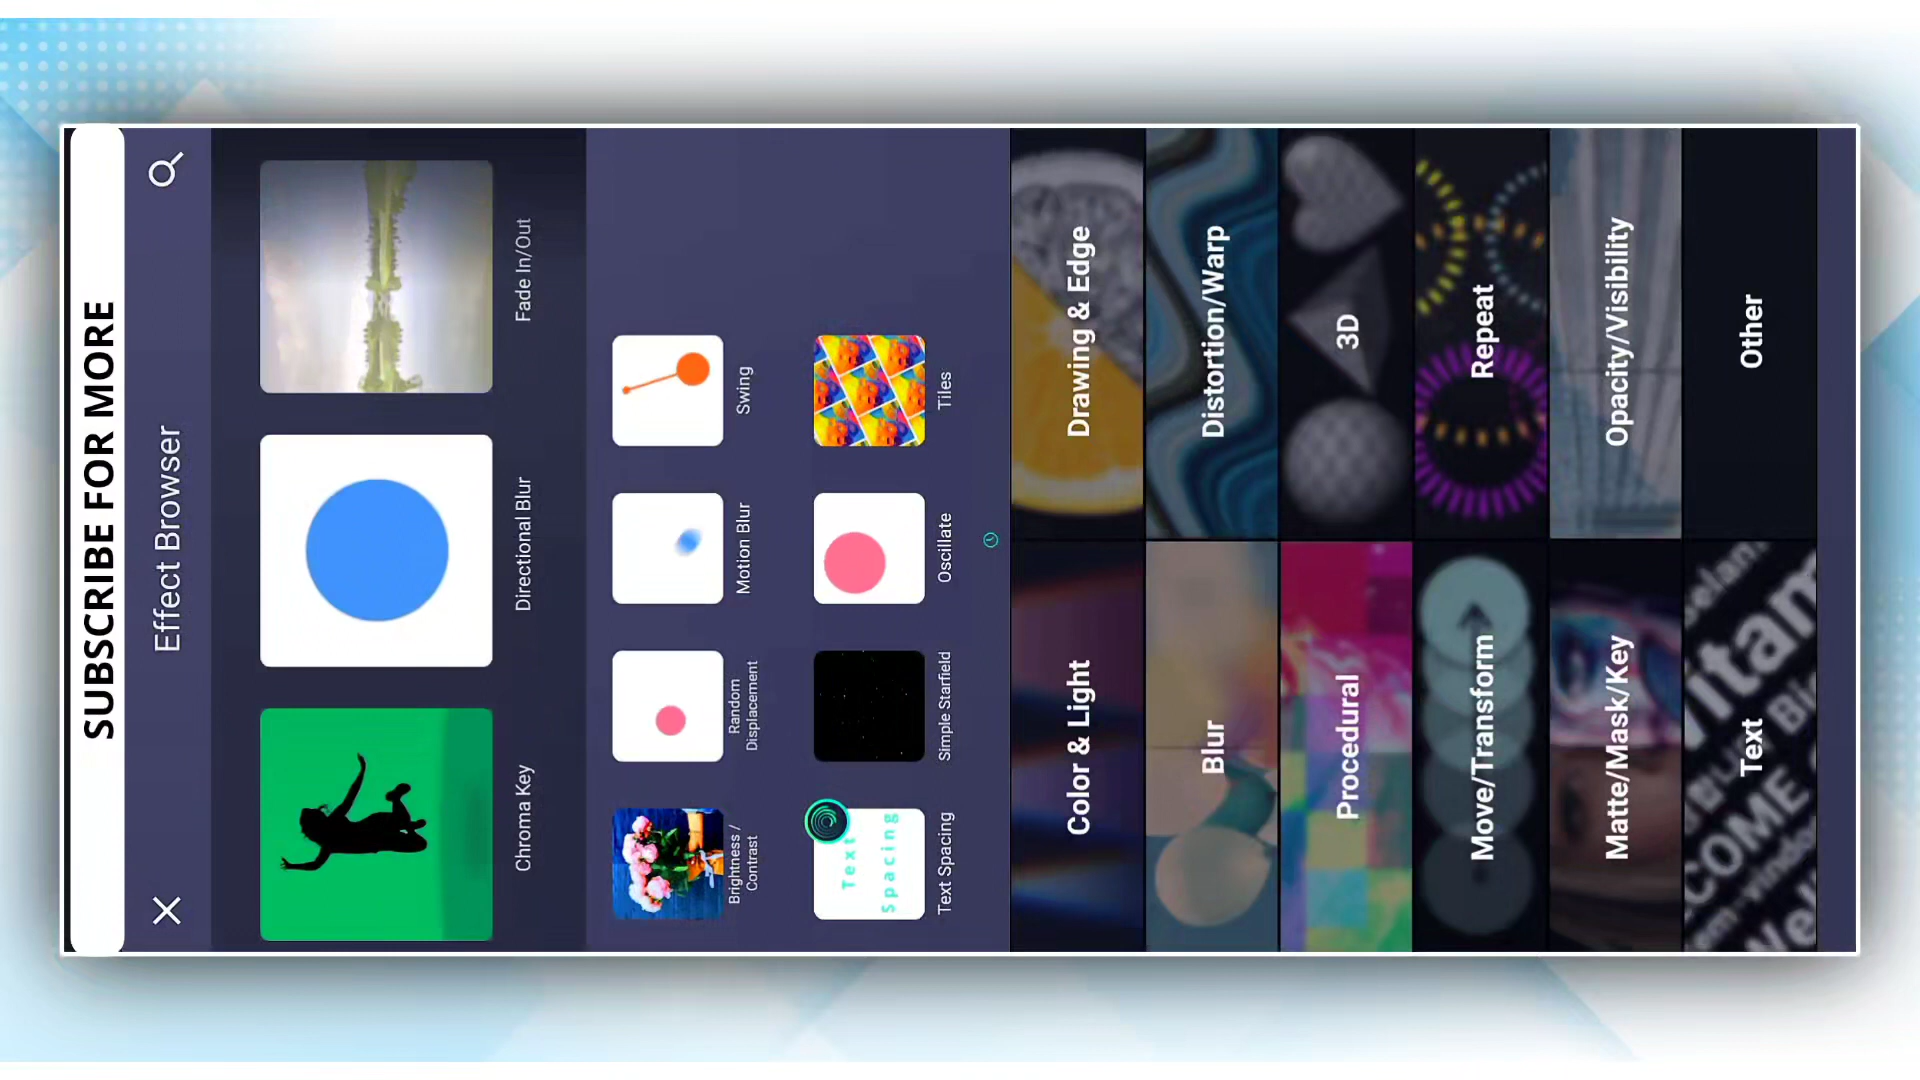 SUBSCRIBE FOR MORE
Effect Browser
Chroma Key
Directional Blur
Fade In/Out
Brightness /
Contrast
Random
Displacement
Motion Blur
Swing
Text
Spacing
Text Spacing
Simple Starfield
Oscillate
Tiles
Color & Light
Drawing & Edge
Blur
Distortion/Warp
Procedural
3D
Move/Transform
Repeat
Matte/Mask/Key
Opacity/Visibility
Text
Other